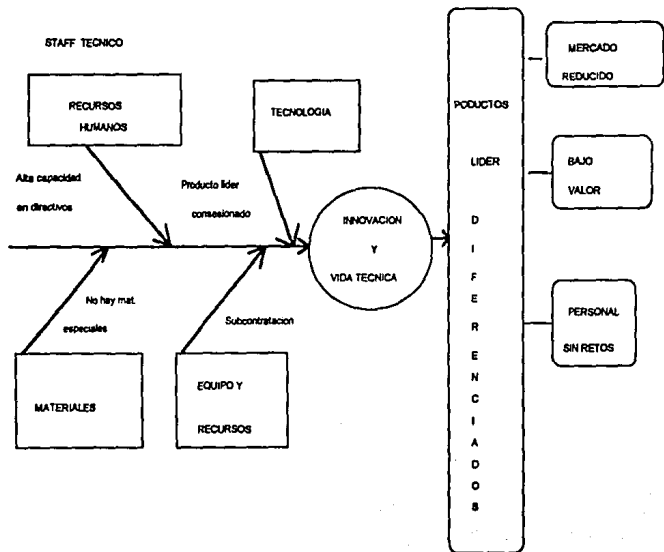 STAFF TECNICO
RECURSOS
HUMANOS
TECNOLOGIA
Alta capacidad
en directivos
Producto lider
consesionado
INNOVACION
Y
VIDA TECNICA
No hay mat.
especiales
Subcontratacion
MATERIALES
EQUIPO Y
RECURSOS
PODUCTOS
LIDER
D
I
F
E
R
E
N
C
I
A
D
O
S
MERCADO
REDUCIDO
BAJO
VALOR
PERSONAL
SIN RETOS